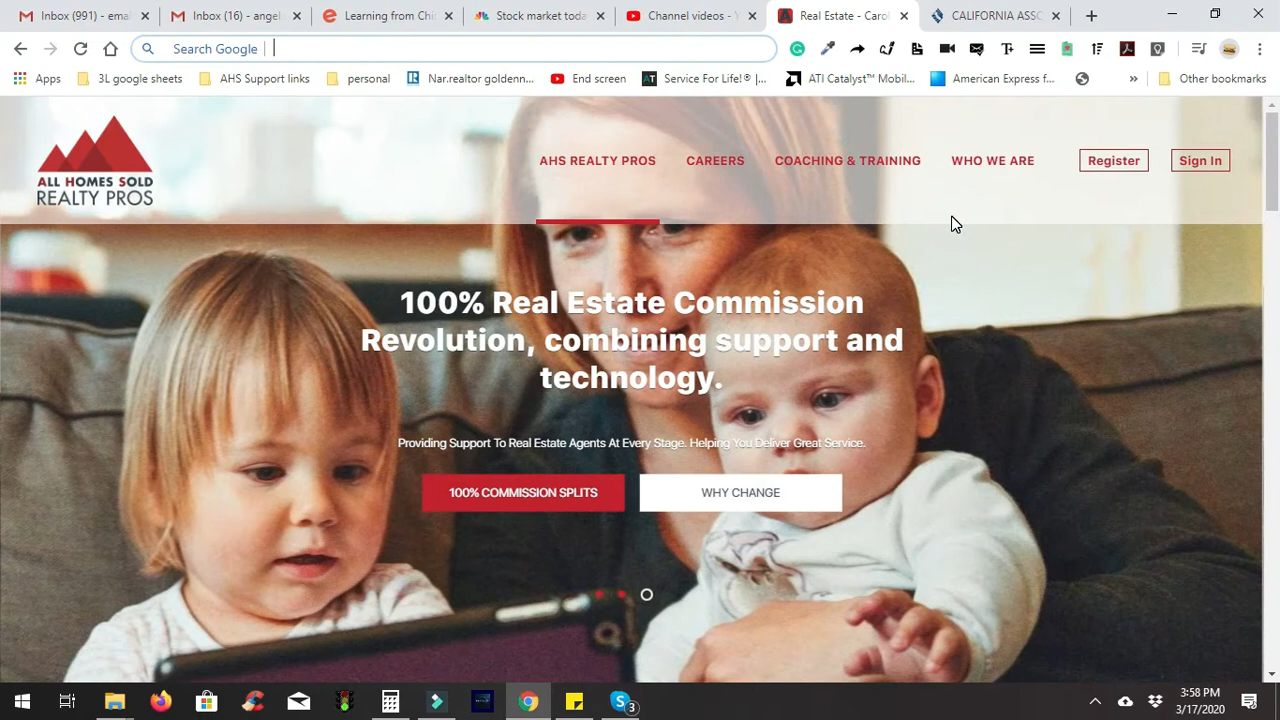 Inbox (991) - emai
Inbox (16) - angel
Learning from Chi
Stock market toda
Channel videos - Y
Real Estate - Carol
CALIFORNIA ASSC
Search Google
Apps
3L google sheets
AHS Support links
personal
Nar.realtor goldenn...
End screen
Service For Life!® |...
ATI Catalyst™ Mobil...
American Express f...
»
Other bookmarks
ALL HOMES SOLD
REALTY PROS
AHS REALTY PROS
CAREERS
COACHING & TRAINING
WHO WE ARE
Register
Sign In
100% Real Estate Commission
Revolution, combining support and
technology.
Providing Support To Real Estate Agents At Every Stage. Helping You Deliver Great Service.
100% COMMISSION SPLITS
WHY CHANGE
3
3:58 PM
3/17/2020